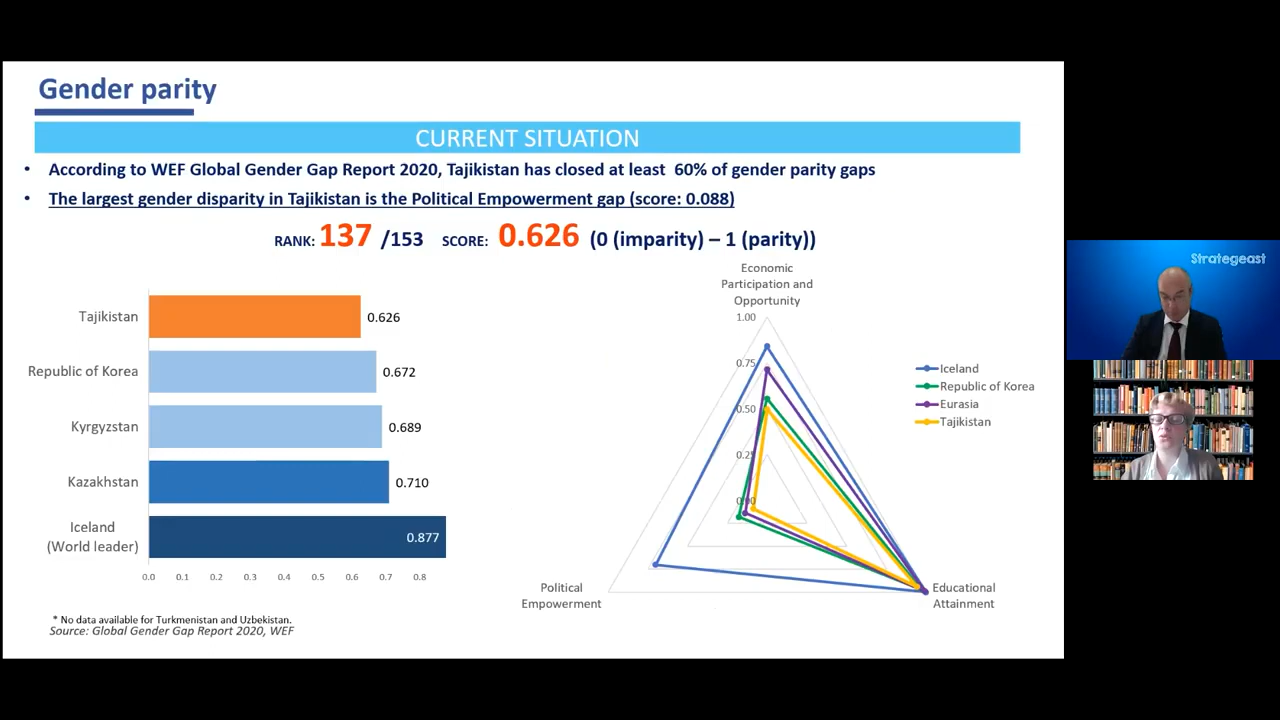 Gender parity
CURRENT SITUATION
• According to WEF Global Gender Gap Report 2020, Tajikistan has closed at least 60% of gender parity gaps
• The largest gender disparity in Tajikistan is the Political Empowerment gap (score: 0.088)
RANK: 137 /153 SCORE: 0.626 (0 (imparity) – 1 (parity))
Tajikistan 0.626
Republic of Korea 0.672
Kyrgyzstan 0.689
Kazakhstan 0.710
Iceland
(World leader) 0.877
0.0 0.1 0.2 0.3 0.4 0.5 0.6 0.7 0.8
* No data available for Turkmenistan and Uzbekistan.
Source: Global Gender Gap Report 2020, WEF
Economic
Participation and
Opportunity
1.00
0.75
0.50
0.25
0.00
Political
Empowerment
Educational
Attainment
Iceland
Republic of Korea
Eurasia
Tajikistan
Strategeast